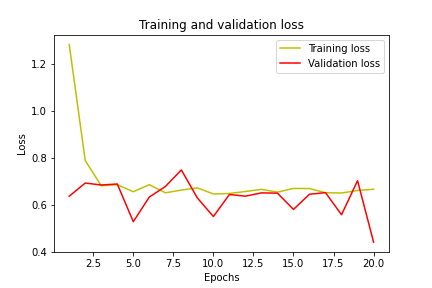 Training and validation loss
Training loss
Validation loss
1.2
1.0
0.8
0.6
0.4
Loss
2.5
5.0
7.5
10.0
12.5
15.0
17.5
20.0
Epochs